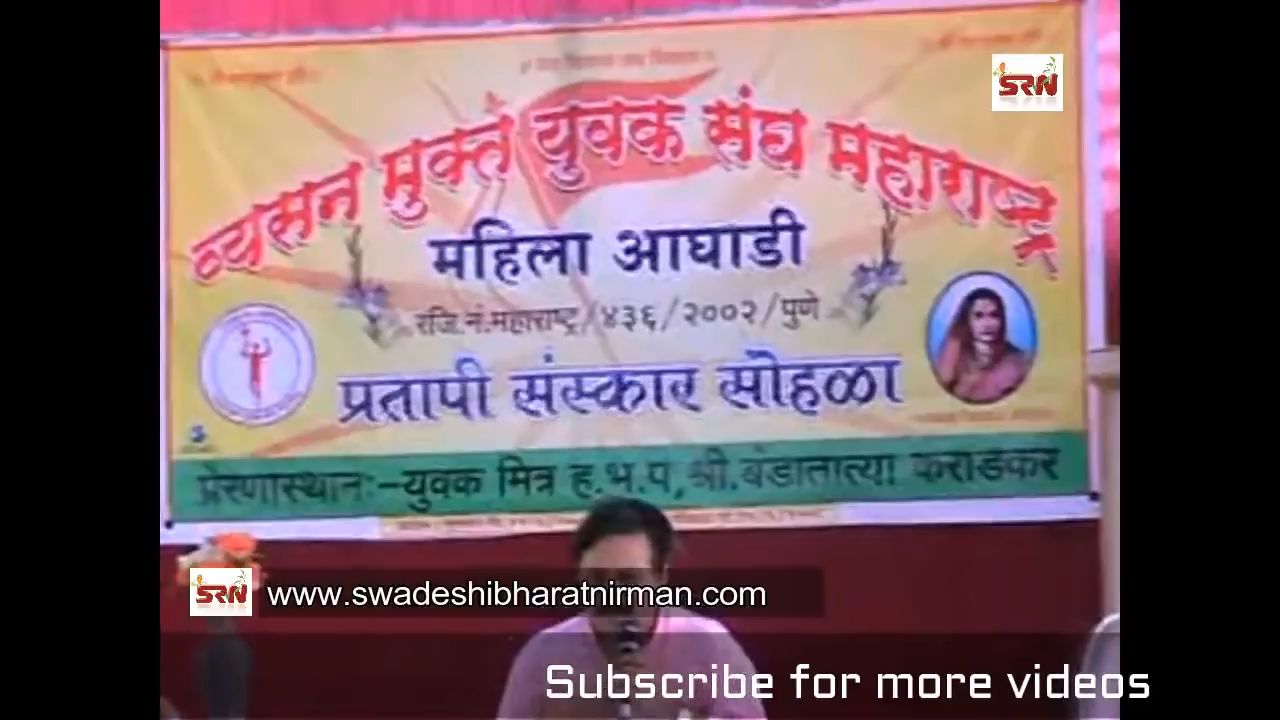 SRN
व्यसन मुक्त युवक संघ महाराष्ट्र
महिला आघाडी
रजि.नं.महाराष्ट्र/४३६/२००२/पुणे
प्रतापी संस्कार सोहळा
प्रेरणास्थान:-युवक मित्र ह.भ.प.श्री.बंडातात्या कराडकर
SRN www.swadeshibharatnirman.com
Subscribe for more videos